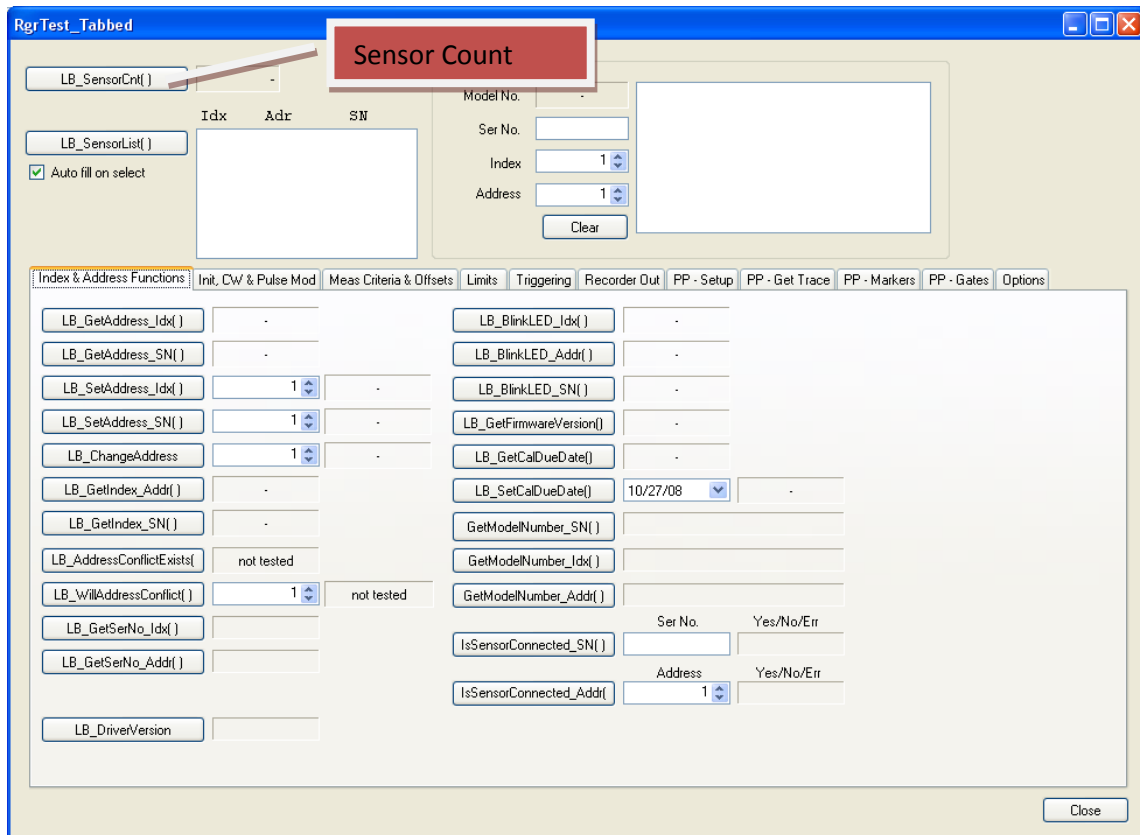 RgrTest_Tabbed
Sensor Count
LB_SensorCnt( )
-
Idx Adr SN
LB_SensorList( )
Auto fill on select
Model No.
-
Ser No.
Index 1
Address 1
Clear
Index & Address Functions Init, CW & Pulse Mod Meas Criteria & Offsets Limits Triggering Recorder Out PP - Setup PP - Get Trace PP - Markers PP - Gates Options
LB_GetAddress_Idx( ) -
LB_GetAddress_SN( ) -
LB_SetAddress_Idx( ) 1 -
LB_SetAddress_SN( ) 1 -
LB_ChangeAddress 1 -
LB_GetIndex_Addr( ) -
LB_GetIndex_SN( ) -
LB_AddressConflictExists( not tested
LB_WillAddressConflict( ) 1 not tested
LB_GetSerNo_Idx( )
LB_GetSerNo_Addr( )
LB_DriverVersion
LB_BlinkLED_Idx( ) -
LB_BlinkLED_Addr( ) -
LB_BlinkLED_SN( ) -
LB_GetFirmwareVersion() -
LB_GetCalDueDate() -
LB_SetCalDueDate() 10/27/08 -
GetModelNumber_SN( )
GetModelNumber_Idx( )
GetModelNumber_Addr( )
Ser No. Yes/No/Err
IsSensorConnected_SN( )
Address Yes/No/Err
IsSensorConnected_Addr( 1
Close